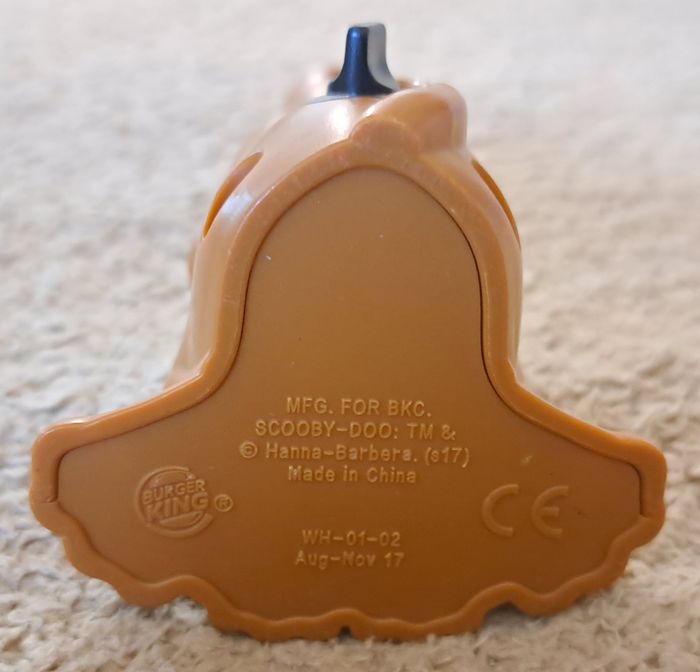 MFG. FOR BKC.
SCOOBY-DOO: TM &
© Hanna-Barbera. (s17)
Made in China
BURGER
KING®
CE
WH-01-02
Aug-Nov 17